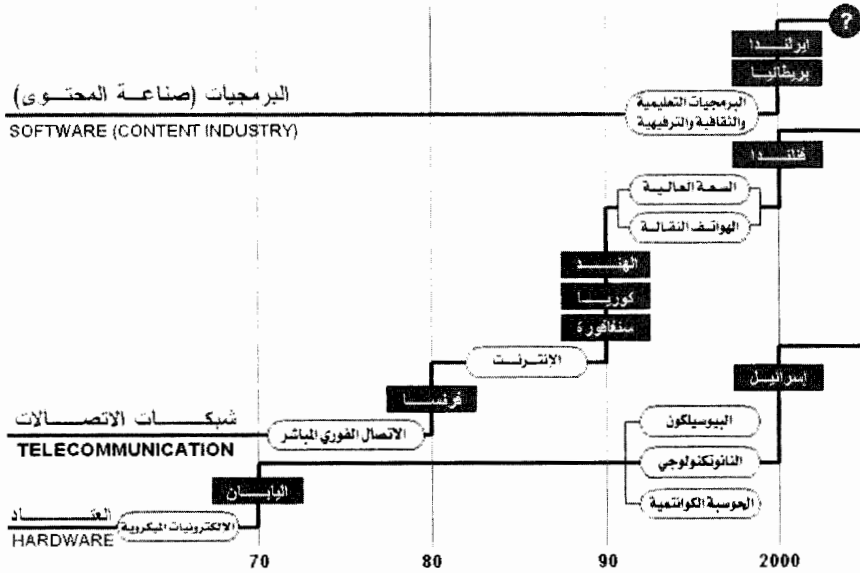 ?
ايرلندا
بريطانيا
البرمجيات (صناعة المحتوى)
SOFTWARE (CONTENT INDUSTRY)
البرمجيات التعليمية
والثقافية والترفيهية
فنلندا
السعة العالية
الهواتف النقالة
الهند
كوريا
سنغافورة
الإنترنت
إسرائيل
فرنسا
شبكات الاتصالات
TELECOMMUNICATION
الاتصال الفوري المباشر
البيوسيلكون
النانوتكنولوجي
الحوسبة الكوانتمية
اليابان
العتاد
HARDWARE
الالكترونيات الميكروية
70 80 90 2000